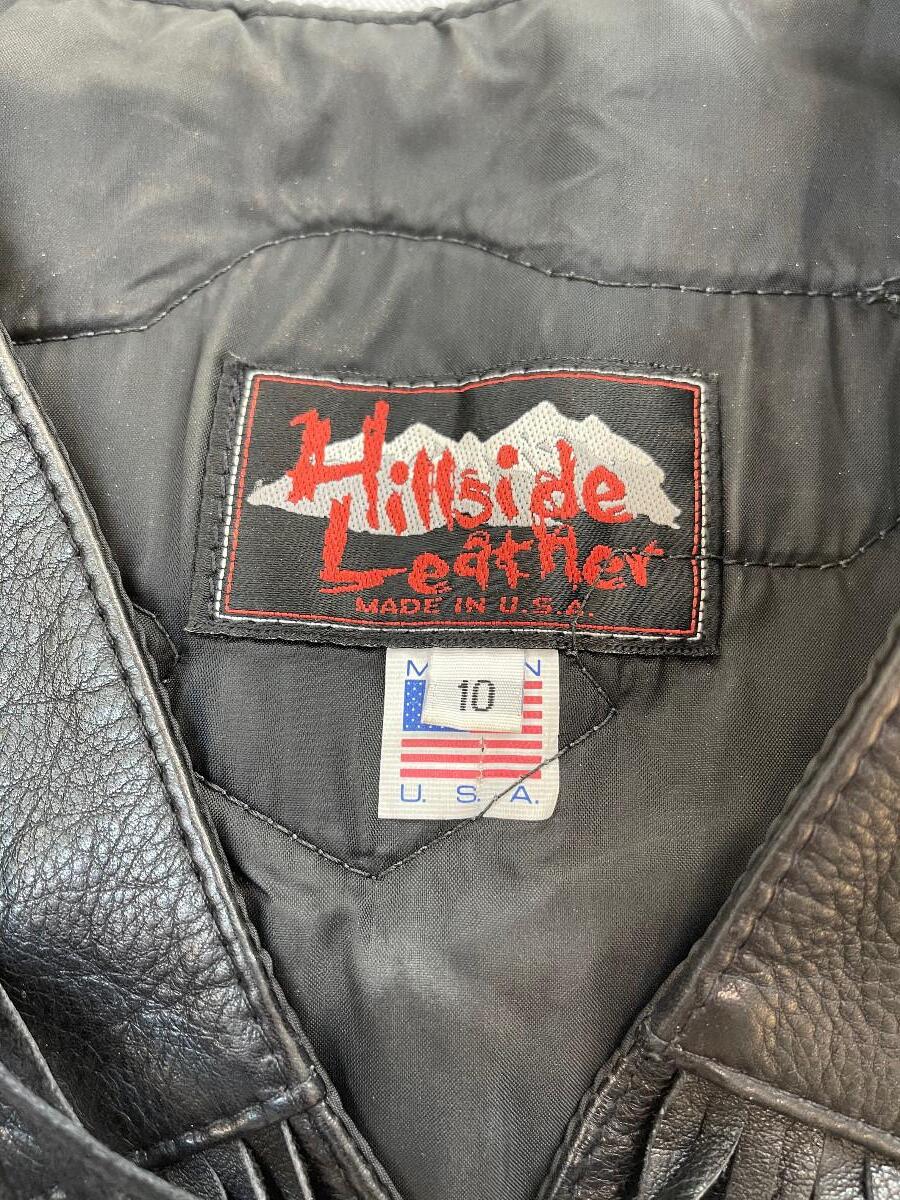 Hillside
Leather
MADE IN U.S.A.
M N
10
U. S. A.